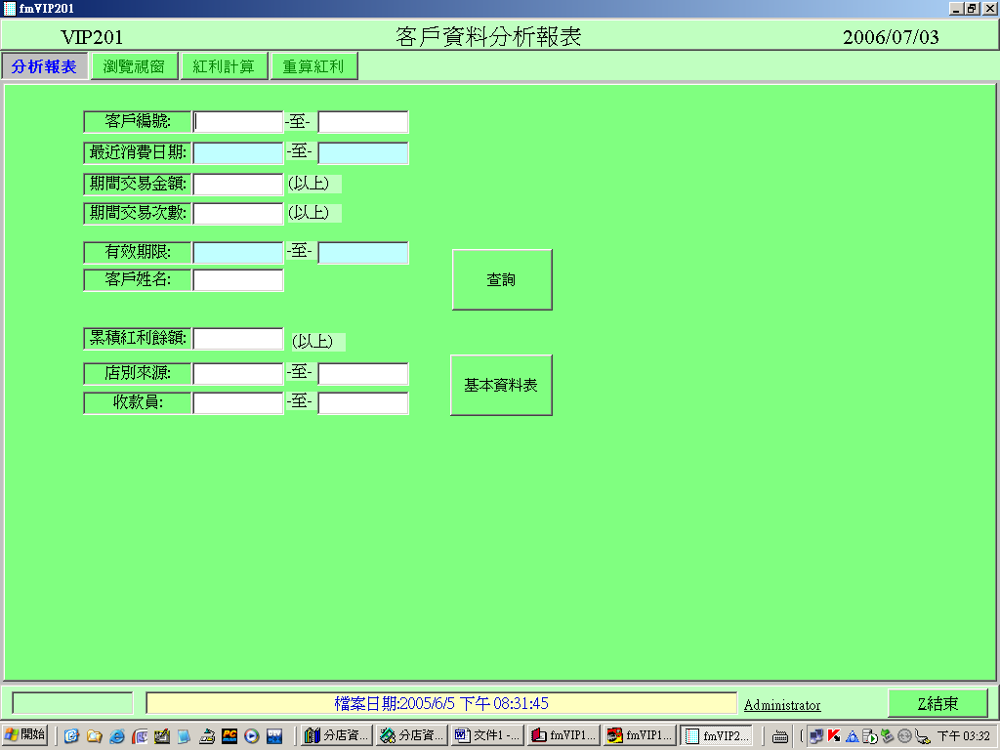 fmVIP201
VIP201 客戶資料分析報表 2006/07/03
分析報表 瀏覽視窗 紅利計算 重算紅利
客戶編號: -至-
最近消費日期: -至-
期間交易金額: (以上)
期間交易次數: (以上)
有效期限: -至-
客戶姓名:
查詢
累積紅利餘額: (以上)
店別來源: -至-
基本資料表
收款員: -至-
檔案日期:2005/6/5 下午 08:31:45 Administrator Z結束
開始 分店資... 分店資... 文件1 -... fmVIP1... fmVIP1... fmVIP2... 下午 03:32